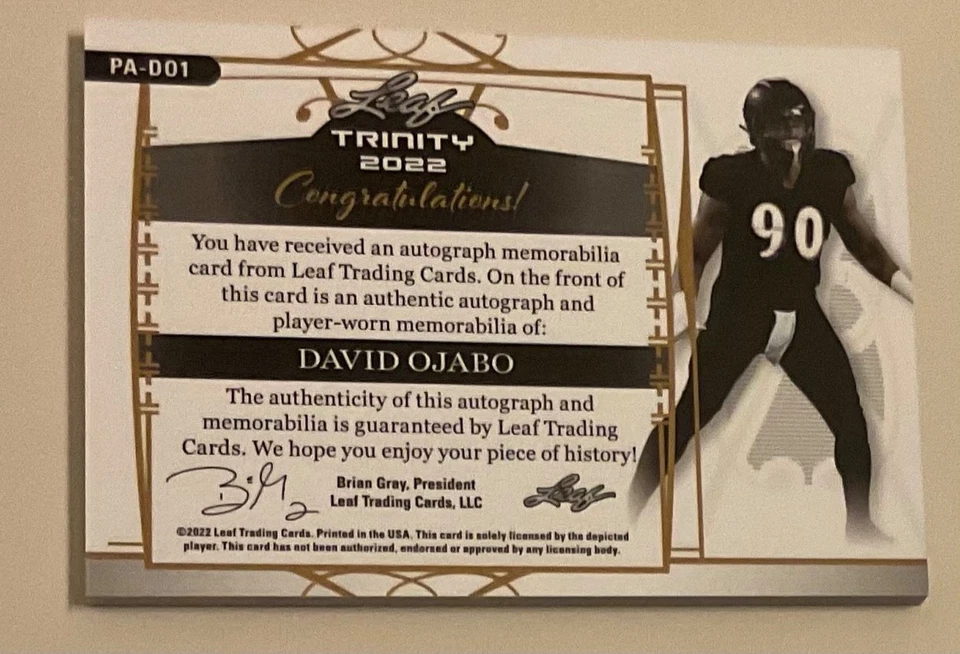 PA-DO1
Leaf
TRINITY
2022
Congratulations!
You have received an autograph memorabilia
card from Leaf Trading Cards. On the front of
this card is an authentic autograph and
player-worn memorabilia of:
DAVID OJABO
The authenticity of this autograph and
memorabilia is guaranteed by Leaf Trading
Cards. We hope you enjoy your piece of history!
Brian Gray, President
Leaf Trading Cards, LLC
Leaf
©2022 Leaf Trading Cards. Printed in the USA. This card is solely licensed by the depicted
player. This card has not been authorized, endorsed or approved by any licensing body.
90